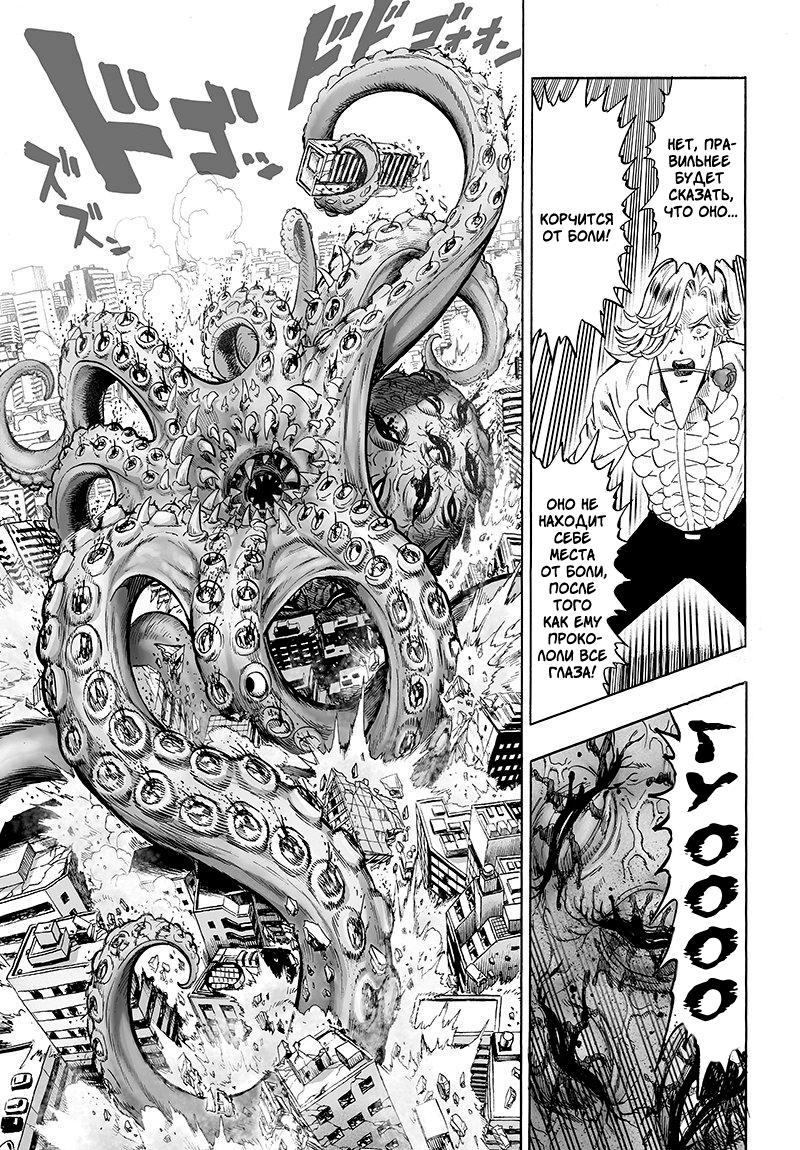 НЕТ, ПРА-
ВИЛЬНЕЕ
БУДЕТ
СКАЗАТЬ,
ЧТО ОНО...
КОРЧИТСЯ
ОТ БОЛИ!
ОНО НЕ
НАХОДИТ
СЕБЕ
МЕСТА
ОТ БОЛИ,
ПОСЛЕ
ТОГО
КАК ЕМУ
ПРОКО-
ЛОЛИ ВСЕ
ГЛАЗА!
ГУОООО
ドドゴオオン
ドゴン
ズズン